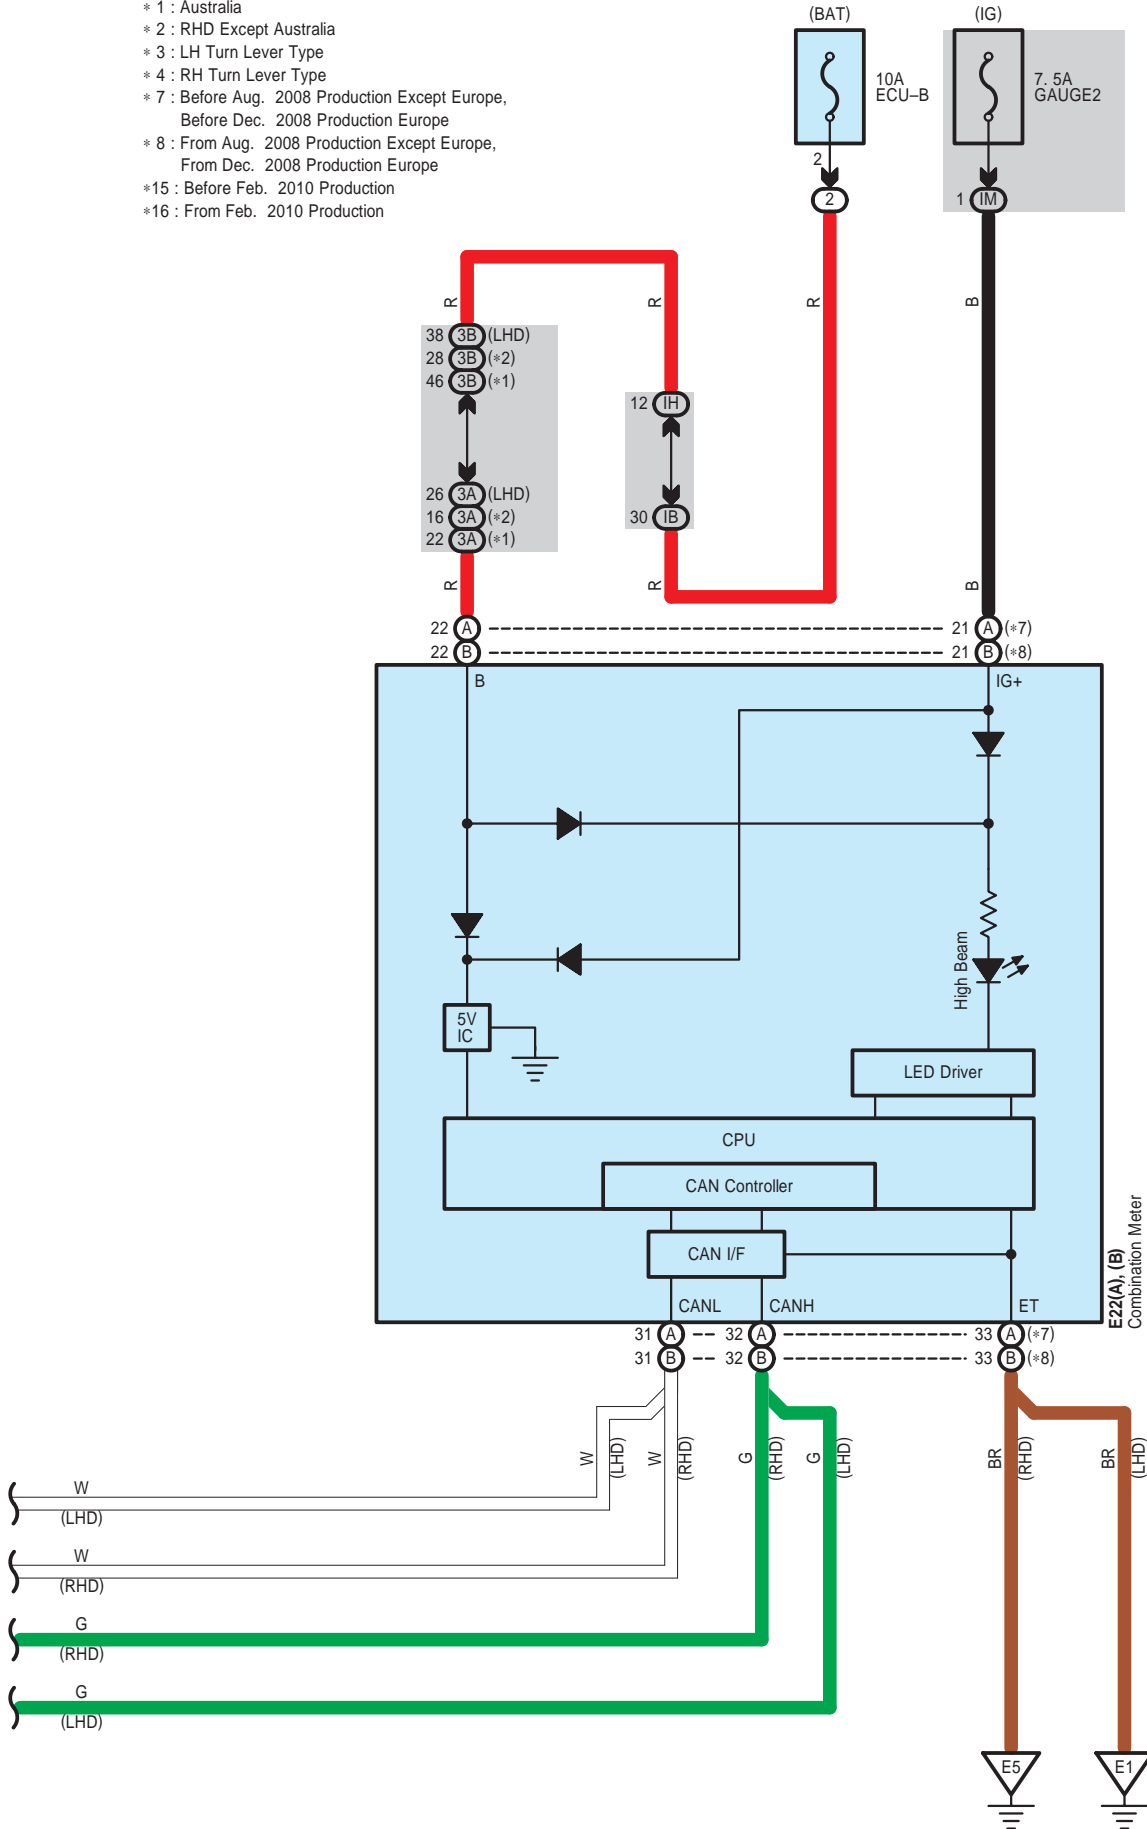 * 1 : Australia
* 2 : RHD Except Australia
* 3 : LH Turn Lever Type
* 4 : RH Turn Lever Type
* 7 : Before Aug. 2008 Production Except Europe,
Before Dec. 2008 Production Europe
* 8 : From Aug. 2008 Production Except Europe,
From Dec. 2008 Production Europe
*15 : Before Feb. 2010 Production
*16 : From Feb. 2010 Production
(BAT)
(IG)
10A
ECU–B
7. 5A
GAUGE2
2
2
1 IM
R
R
R
B
38 3B (LHD)
28 3B (*2)
46 3B (*1)
12 IH
26 3A (LHD)
16 3A (*2)
22 3A (*1)
30 IB
R
R
B
22 A
21 A (*7)
22 B
21 B (*8)
B
IG+
High Beam
5V
IC
LED Driver
CPU
CAN Controller
CAN I/F
CANL
CANH
ET
E22(A), (B)
Combination Meter
31 A
32 A
33 A (*7)
31 B
32 B
33 B (*8)
W
(LHD)
W
(RHD)
G
(RHD)
G
(LHD)
BR
(RHD)
BR
(LHD)
W
(LHD)
W
(RHD)
G
(RHD)
G
(LHD)
E5
E1